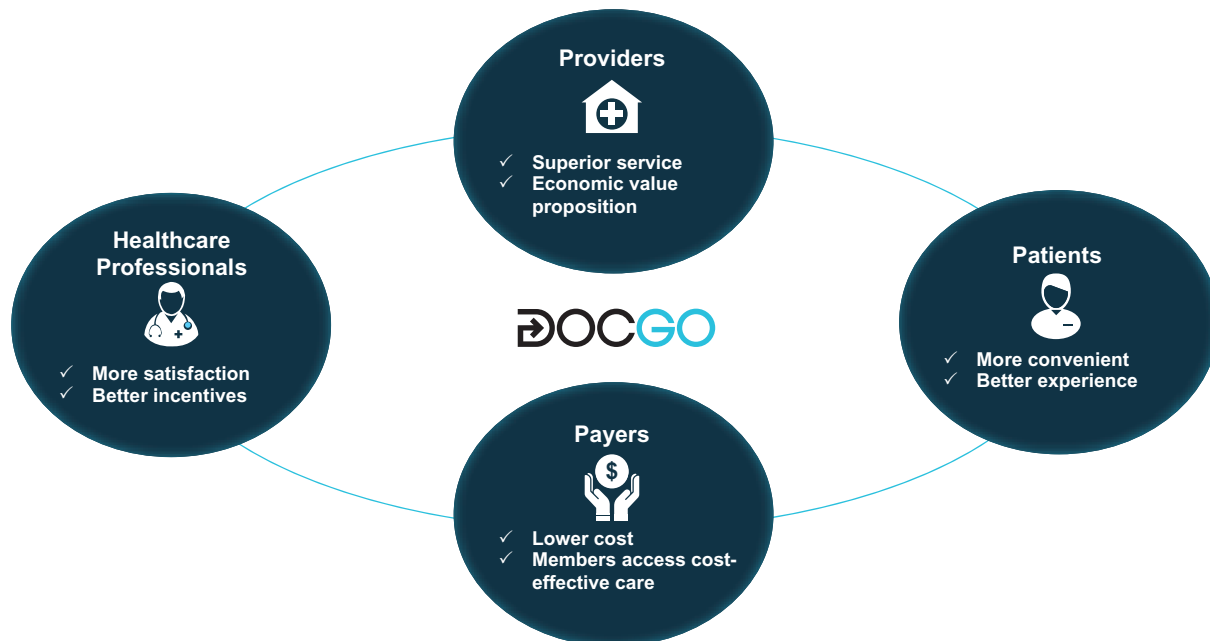 Providers
✓ Superior service
✓ Economic value
proposition
Healthcare
Professionals
✓ More satisfaction
✓ Better incentives
DOCGO
Patients
✓ More convenient
✓ Better experience
Payers
$
✓ Lower cost
✓ Members access cost-
effective care